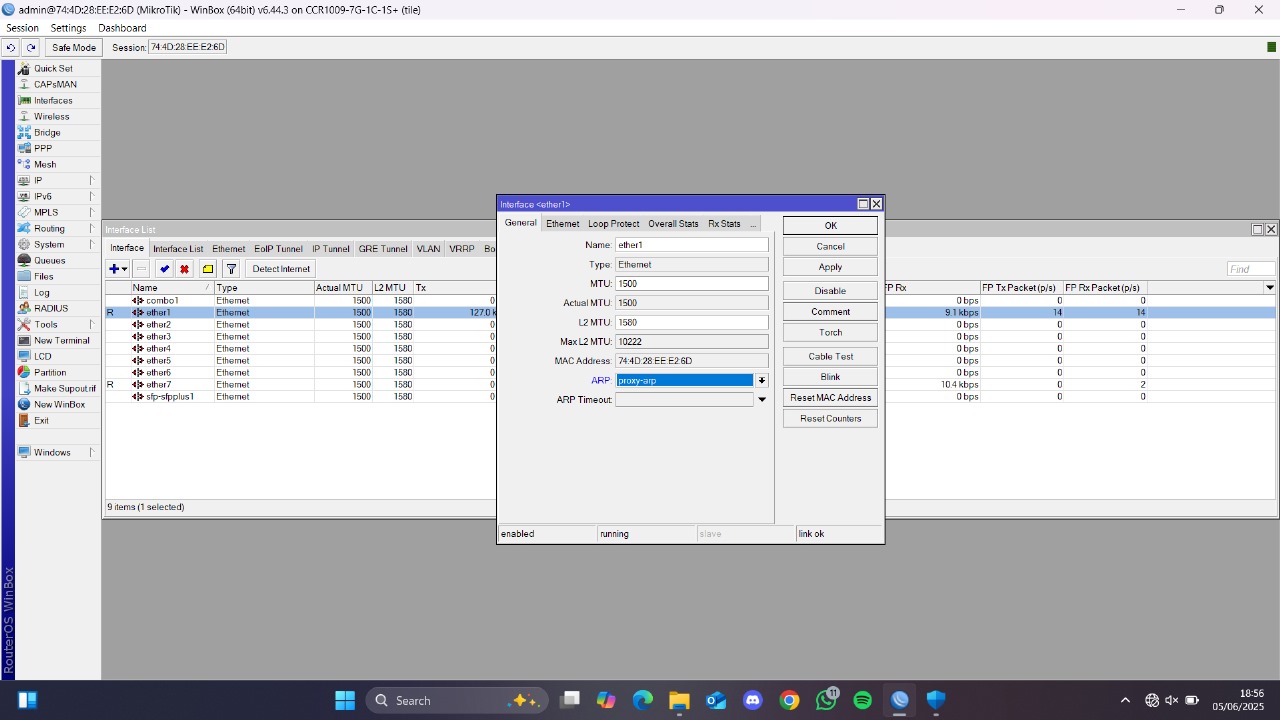 admin@74:4D:28:EE:E2:6D (MikroTik) - WinBox (64bit) v6.44.3 on CCR1009-7G-1C-1S+ (tile)
Session Settings Dashboard
Safe Mode Session: 74:4D:28:EE:E2:6D
Quick Set
CAPsMAN
Interfaces
Wireless
Bridge
PPP
Mesh
IP
IPv6
MPLS
Routing
System
Queues
Files
Log
RADIUS
Tools
New Terminal
LCD
Partition
Make Supout.rif
New WinBox
Exit
Windows
RouterOS WinBox
Interface List
Interface Interface List Ethernet EoIP Tunnel IP Tunnel GRE Tunnel VLAN VRRP Bo
Detect Internet Find
Name Type Actual MTU L2 MTU Tx FP Rx FP Tx Packet (p/s) FP Rx Packet (p/s)
combo1 Ethernet 1500 1580 0 0 bps 0 0
R ether1 Ethernet 1500 1580 127.0 k 9.1 kbps 14 14
ether2 Ethernet 1500 1580 0 0 bps 0 0
ether3 Ethernet 1500 1580 0 0 bps 0 0
ether4 Ethernet 1500 1580 0 0 bps 0 0
ether5 Ethernet 1500 1580 0 0 bps 0 0
ether6 Ethernet 1500 1580 0 0 bps 0 0
R ether7 Ethernet 1500 1580 0 10.4 kbps 0 2
sfp-sfpplus1 Ethernet 1500 1580 0 0 bps 0 0
9 items (1 selected)
Interface <ether1>
General Ethernet Loop Protect Overall Stats Rx Stats ...
Name: ether1
Type: Ethernet
MTU: 1500
Actual MTU: 1500
L2 MTU: 1580
Max L2 MTU: 10222
MAC Address: 74:4D:28:EE:E2:6D
ARP: proxy-arp
ARP Timeout:
OK
Cancel
Apply
Disable
Comment
Torch
Cable Test
Blink
Reset MAC Address
Reset Counters
enabled running slave link ok
Search
11
18:56
05/06/2025